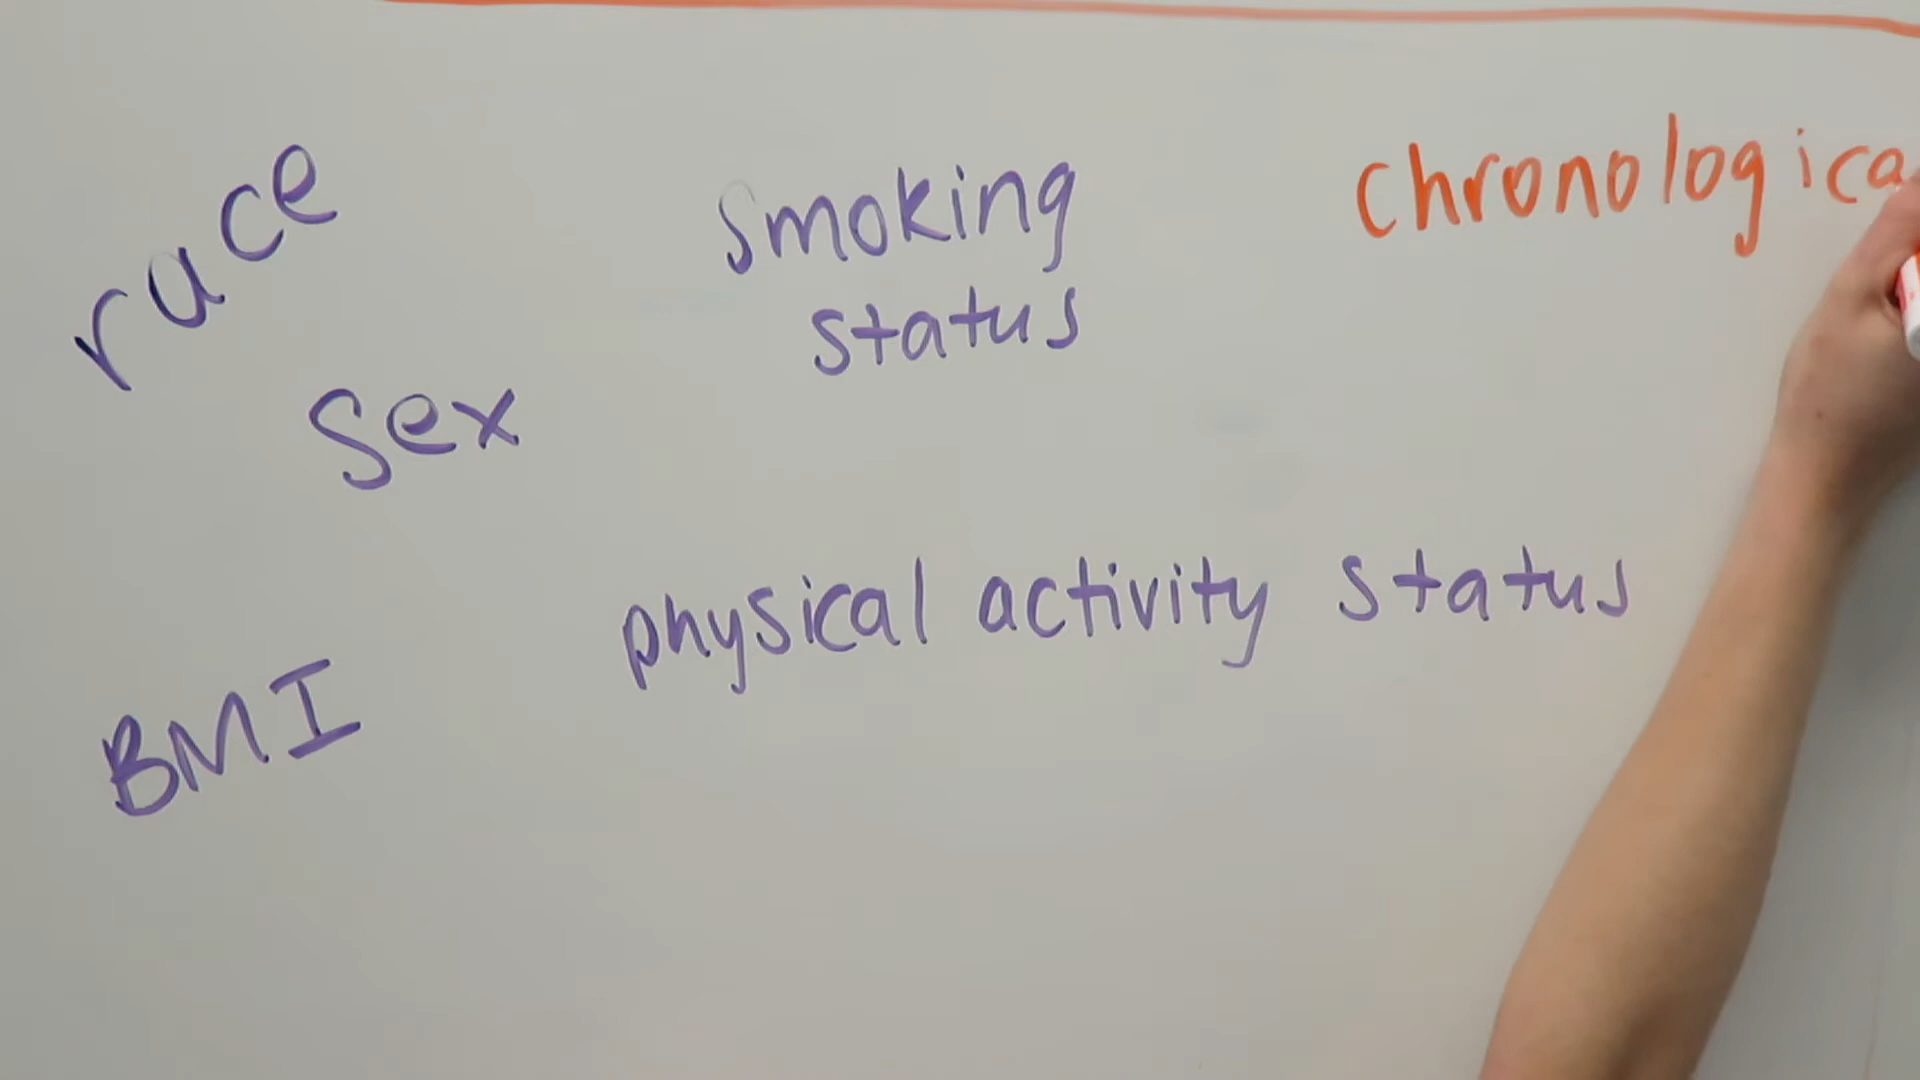 race
sex
BMI
smoking
status
physical activity status
chronologica